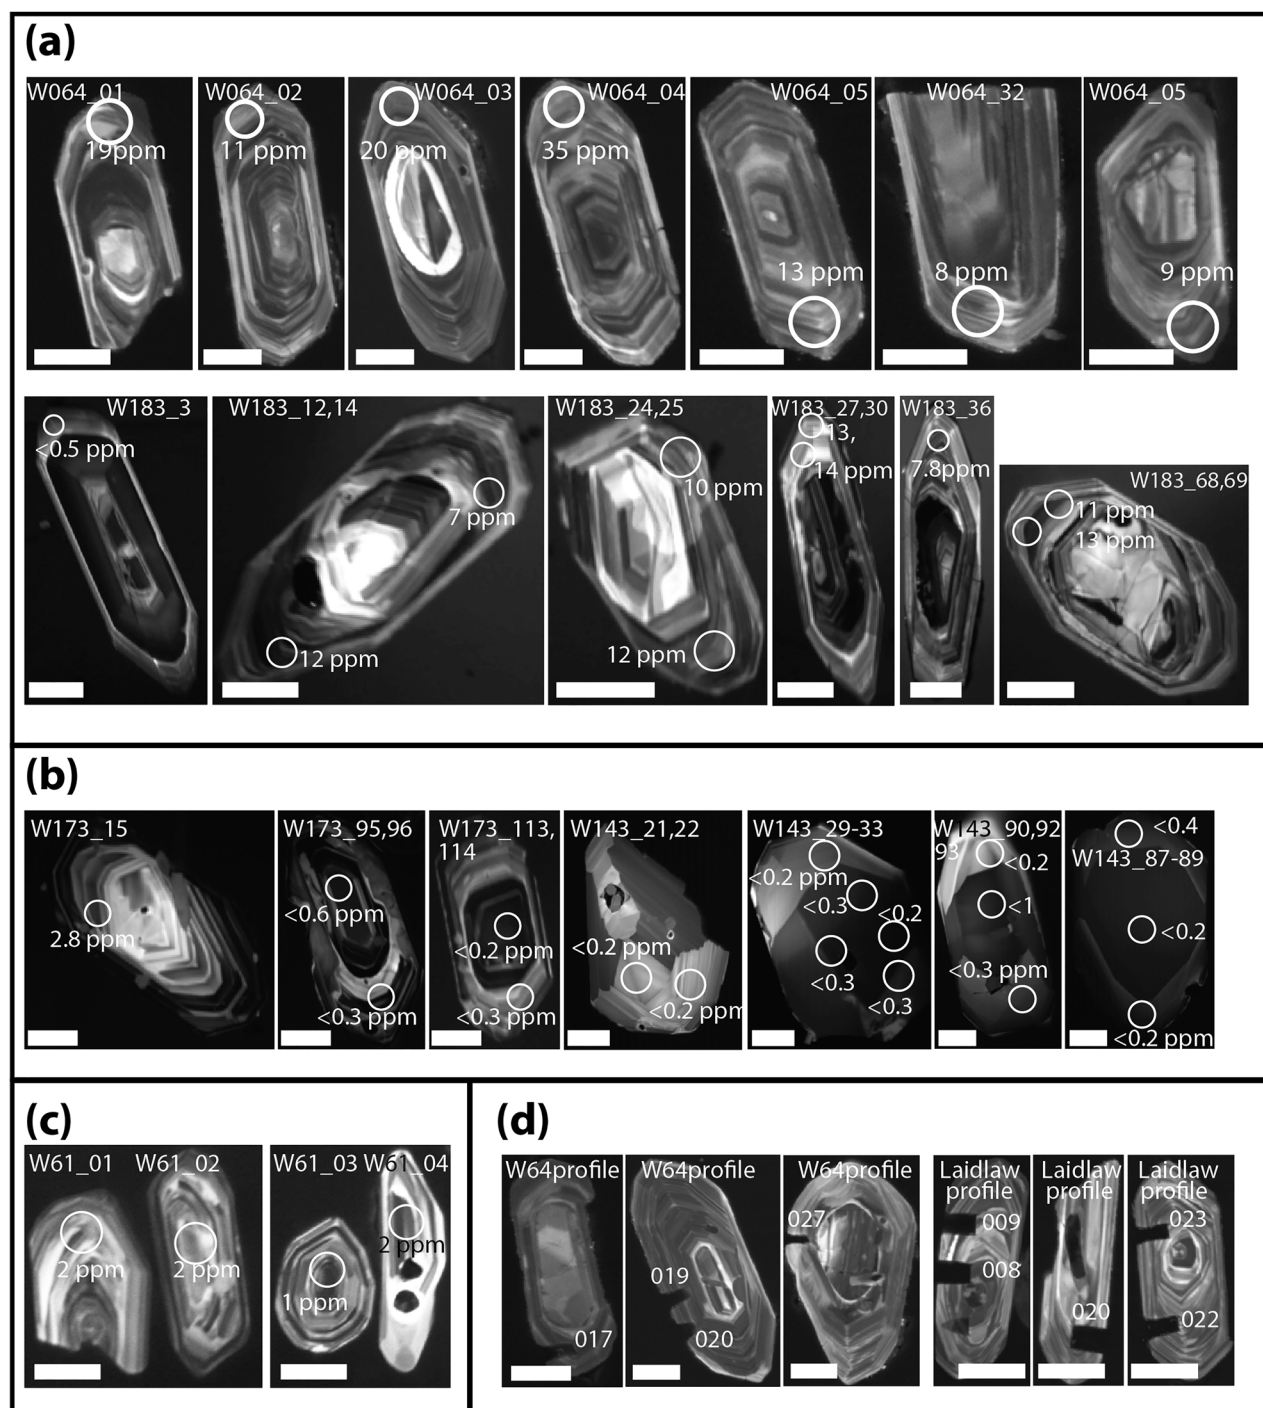 (a)
W064_01
19ppm
W064_02
11 ppm
W064_03
20 ppm
W064_04
35 ppm
W064_05
13 ppm
W064_32
8 ppm
W064_05
9 ppm
W183_3
<0.5 ppm
W183_12,14
7 ppm
12 ppm
W183_24,25
10 ppm
12 ppm
W183_27,30
13,
14 ppm
W183_36
7.8ppm
W183_68,69
11 ppm
13 ppm
(b)
W173_15
2.8 ppm
W173_95,96
<0.6 ppm
<0.3 ppm
W173_113,
114
<0.2 ppm
<0.3 ppm
W143_21,22
<0.2 ppm
<0.2 ppm
W143_29-33
<0.2 ppm
<0.3
<0.2
<0.3
<0.3
W143_90,92
93
<0.2
<1
<0.3 ppm
<0.4
W143_87-89
<0.2
<0.2 ppm
(c)
W61_01
2 ppm
W61_02
2 ppm
W61_03
1 ppm
W61_04
2 ppm
(d)
W64profile
017
W64profile
019
020
W64profile
027
Laidlaw
profile
009
008
Laidlaw
profile
020
Laidlaw
profile
023
022